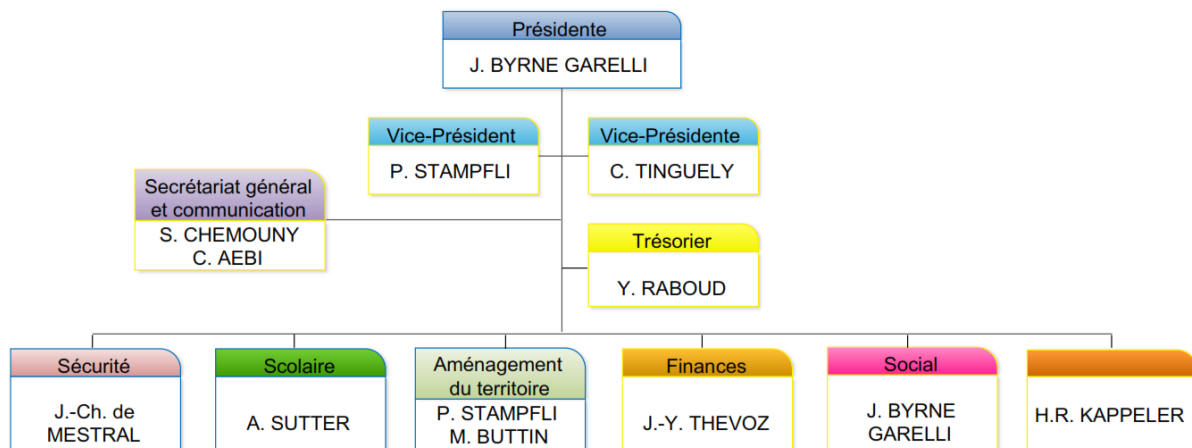 Présidente
J. BYRNE GARELLI
Vice-Président
P. STAMPFLI
Vice-Présidente
C. TINGUELY
Secrétariat général
et communication
S. CHEMOUNY
C. AEBI
Trésorier
Y. RABOUD
Sécurité
J.-Ch. de
MESTRAL
Scolaire
A. SUTTER
Aménagement
du territoire
P. STAMPFLI
M. BUTTIN
Finances
J.-Y. THEVOZ
Social
J. BYRNE
GARELLI
H.R. KAPPELER